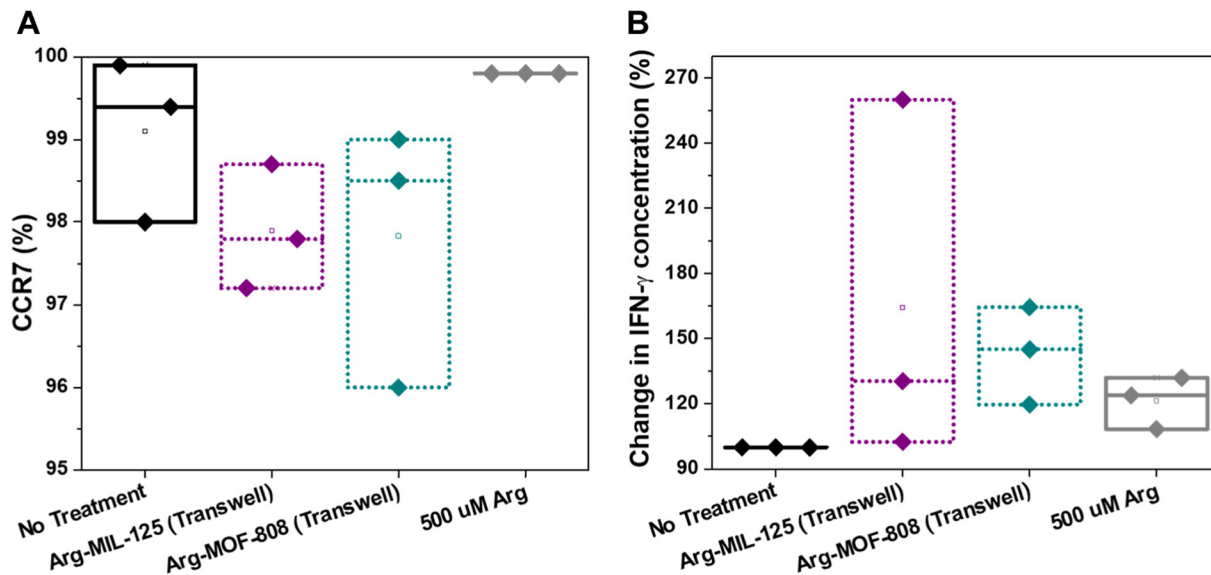 A
CCR7 (%)
100
99
98
97
96
95
No Treatment
Arg-MIL-125 (Transwell)
Arg-MOF-808 (Transwell)
500 uM Arg
B
Change in IFN-γ concentration (%)
270
240
210
180
150
120
90
No Treatment
Arg-MIL-125 (Transwell)
Arg-MOF-808 (Transwell)
500 uM Arg